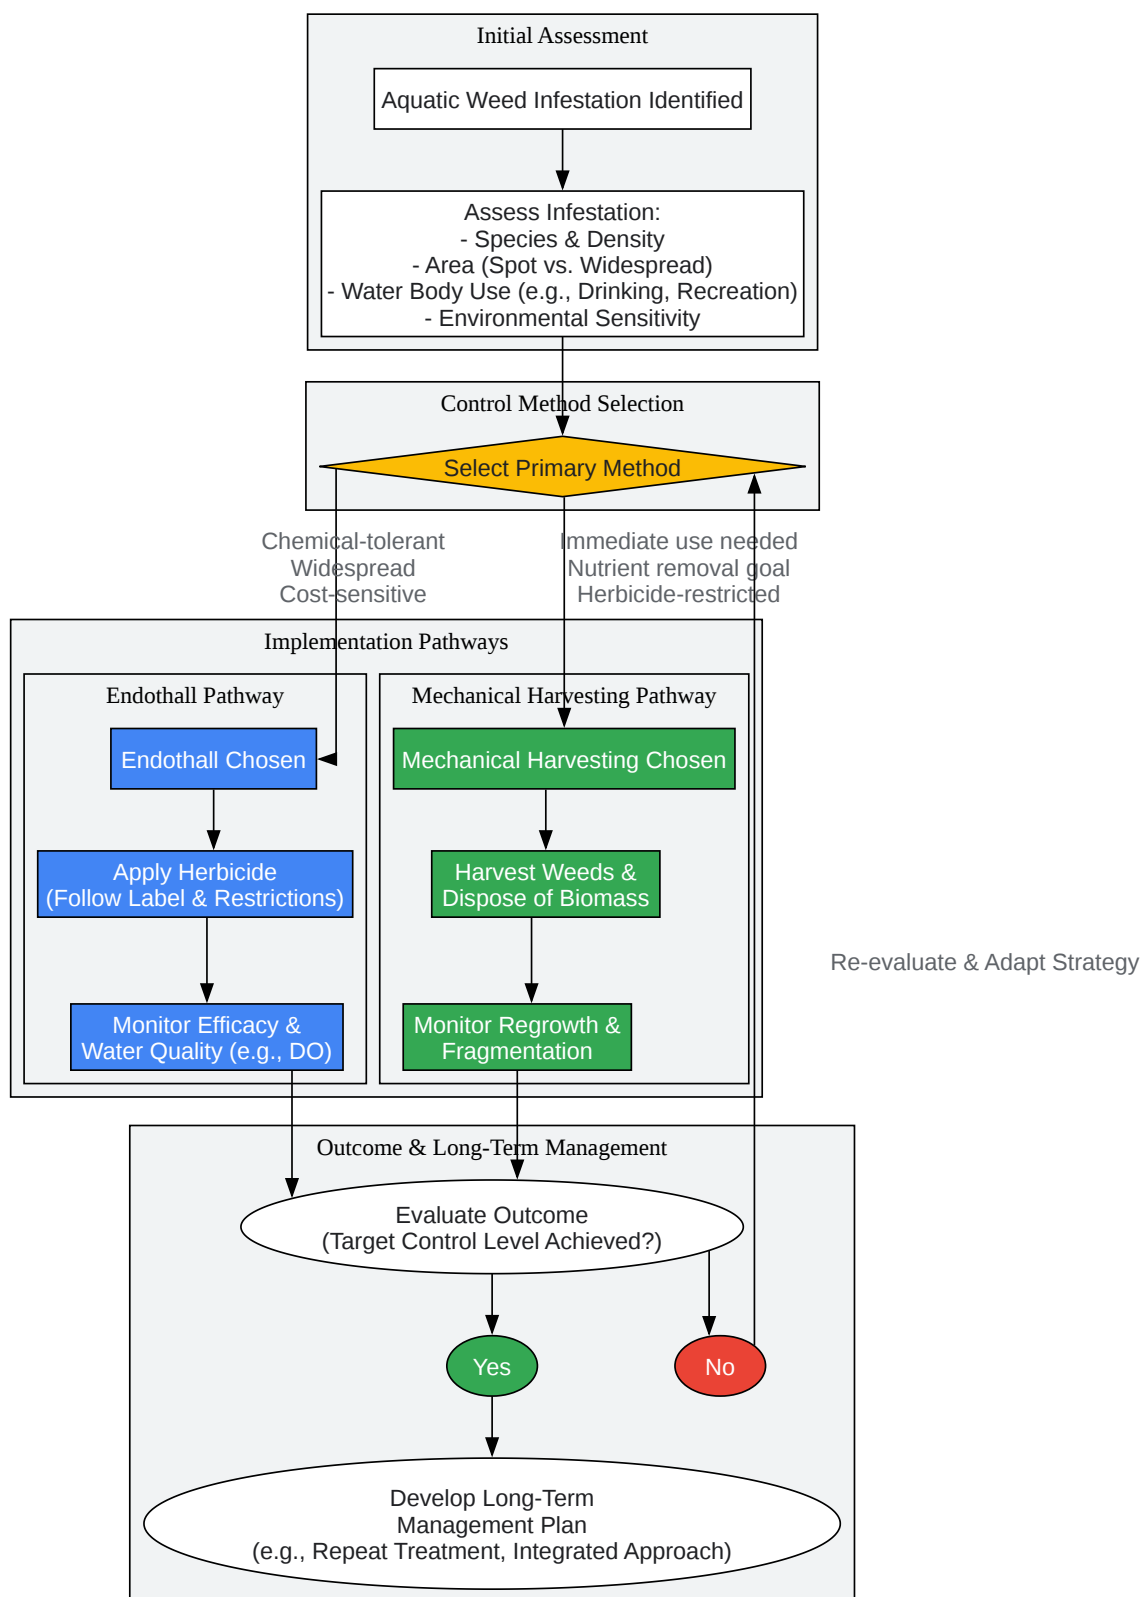 Initial Assessment
Aquatic Weed Infestation Identified
Assess Infestation:
- Species & Density
- Area (Spot vs. Widespread)
- Water Body Use (e.g., Drinking, Recreation)
- Environmental Sensitivity
Control Method Selection
Select Primary Method
Chemical-tolerant
Widespread
Cost-sensitive
Immediate use needed
Nutrient removal goal
Herbicide-restricted
Implementation Pathways
Endothall Pathway
Endothall Chosen
Apply Herbicide
(Follow Label & Restrictions)
Monitor Efficacy &
Water Quality (e.g., DO)
Mechanical Harvesting Pathway
Mechanical Harvesting Chosen
Harvest Weeds &
Dispose of Biomass
Monitor Regrowth &
Fragmentation
Re-evaluate & Adapt Strategy
Outcome & Long-Term Management
Evaluate Outcome
(Target Control Level Achieved?)
Yes
No
Develop Long-Term
Management Plan
(e.g., Repeat Treatment, Integrated Approach)